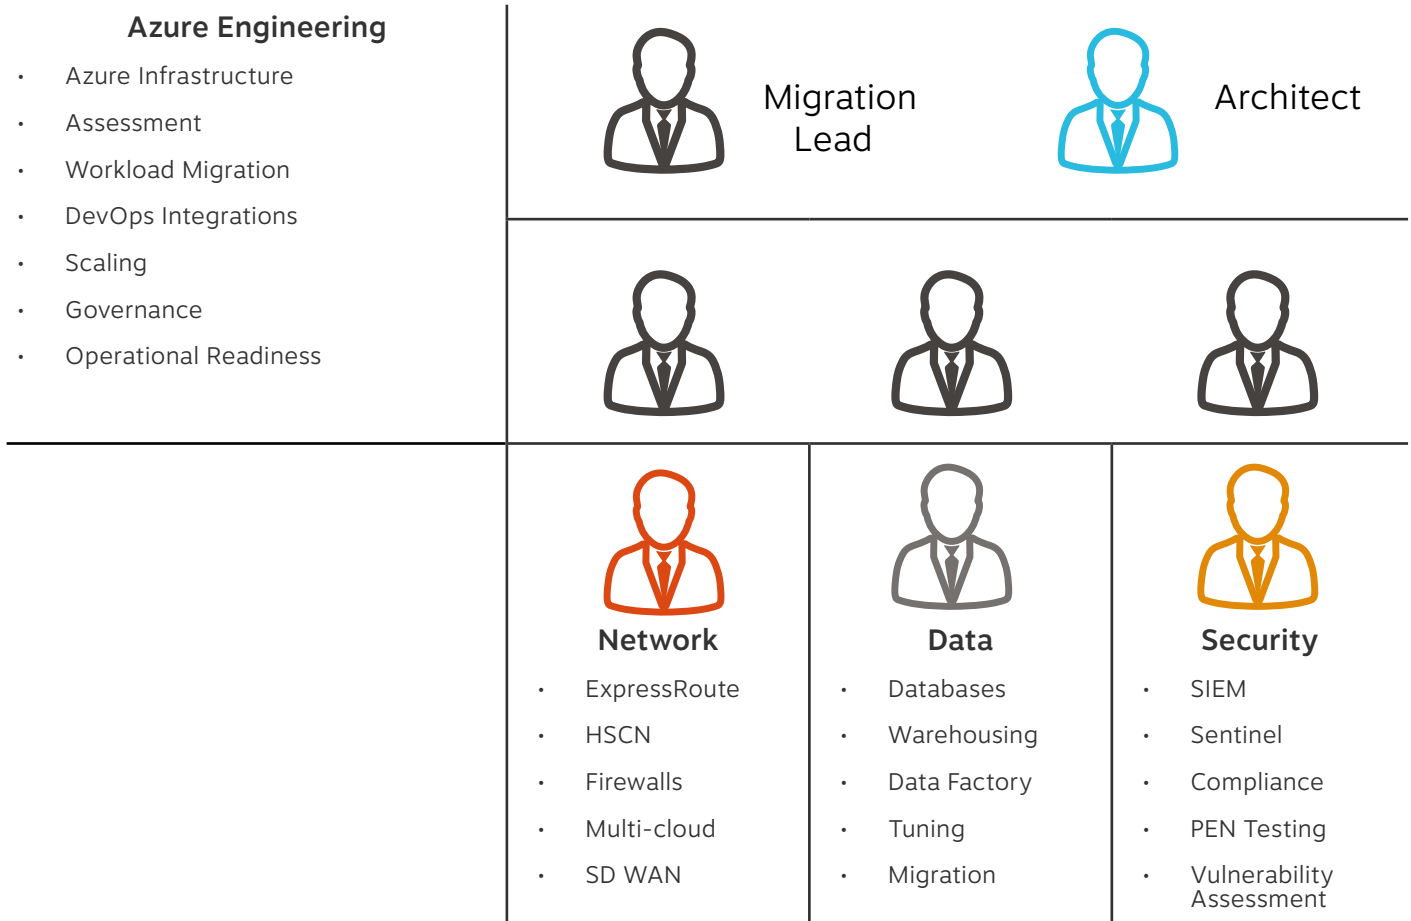 Azure Engineering
• Azure Infrastructure
• Assessment
• Workload Migration
• DevOps Integrations
• Scaling
• Governance
• Operational Readiness
Migration
Lead
Architect
Network
• ExpressRoute
• HSCN
• Firewalls
• Multi-cloud
• SD WAN
Data
• Databases
• Warehousing
• Data Factory
• Tuning
• Migration
Security
• SIEM
• Sentinel
• Compliance
• PEN Testing
• Vulnerability
Assessment